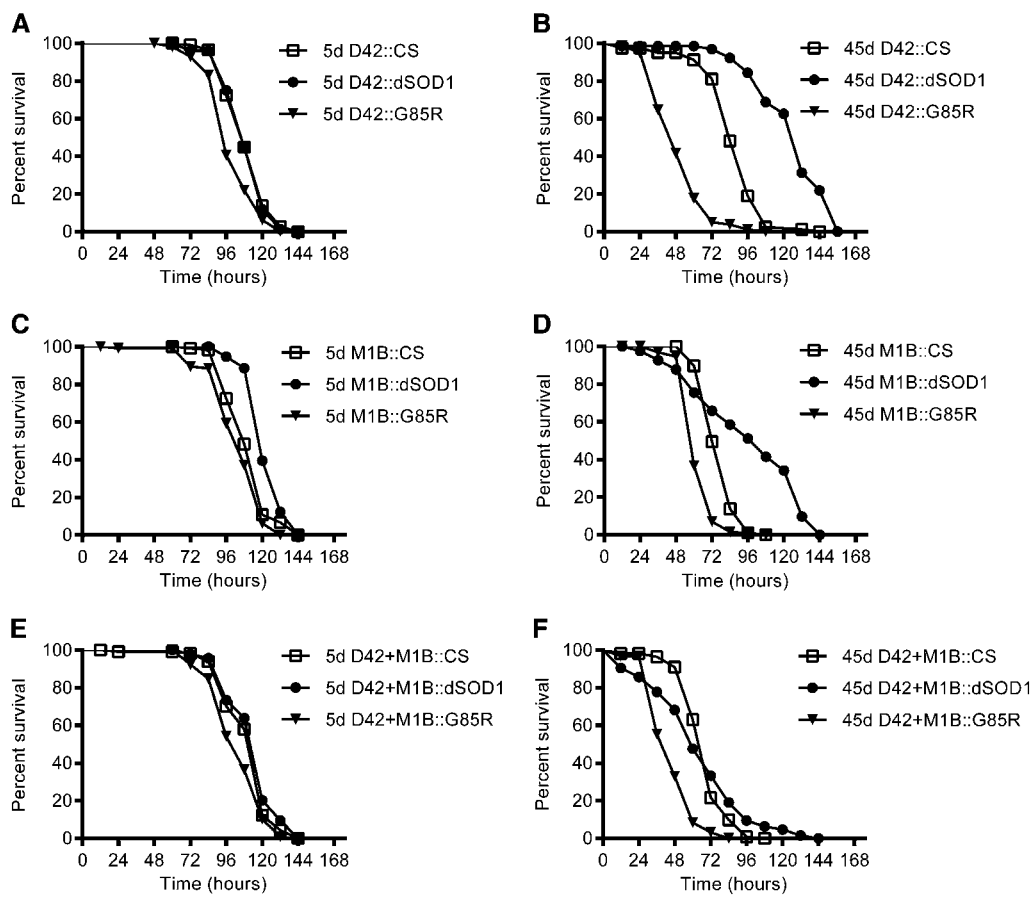 A
Percent survival
100
80
60
40
20
0
0 24 48 72 96 120 144 168
Time (hours)
5d D42::CS
5d D42::dSOD1
5d D42::G85R
B
Percent survival
100
80
60
40
20
0
0 24 48 72 96 120 144 168
Time (hours)
45d D42::CS
45d D42::dSOD1
45d D42::G85R
C
Percent survival
100
80
60
40
20
0
0 24 48 72 96 120 144 168
Time (hours)
5d M1B::CS
5d M1B::dSOD1
5d M1B::G85R
D
Percent survival
100
80
60
40
20
0
0 24 48 72 96 120 144 168
Time (hours)
45d M1B::CS
45d M1B::dSOD1
45d M1B::G85R
E
Percent survival
100
80
60
40
20
0
0 24 48 72 96 120 144 168
Time (hours)
5d D42+M1B::CS
5d D42+M1B::dSOD1
5d D42+M1B::G85R
F
Percent survival
100
80
60
40
20
0
0 24 48 72 96 120 144 168
Time (hours)
45d D42+M1B::CS
45d D42+M1B::dSOD1
45d D42+M1B::G85R